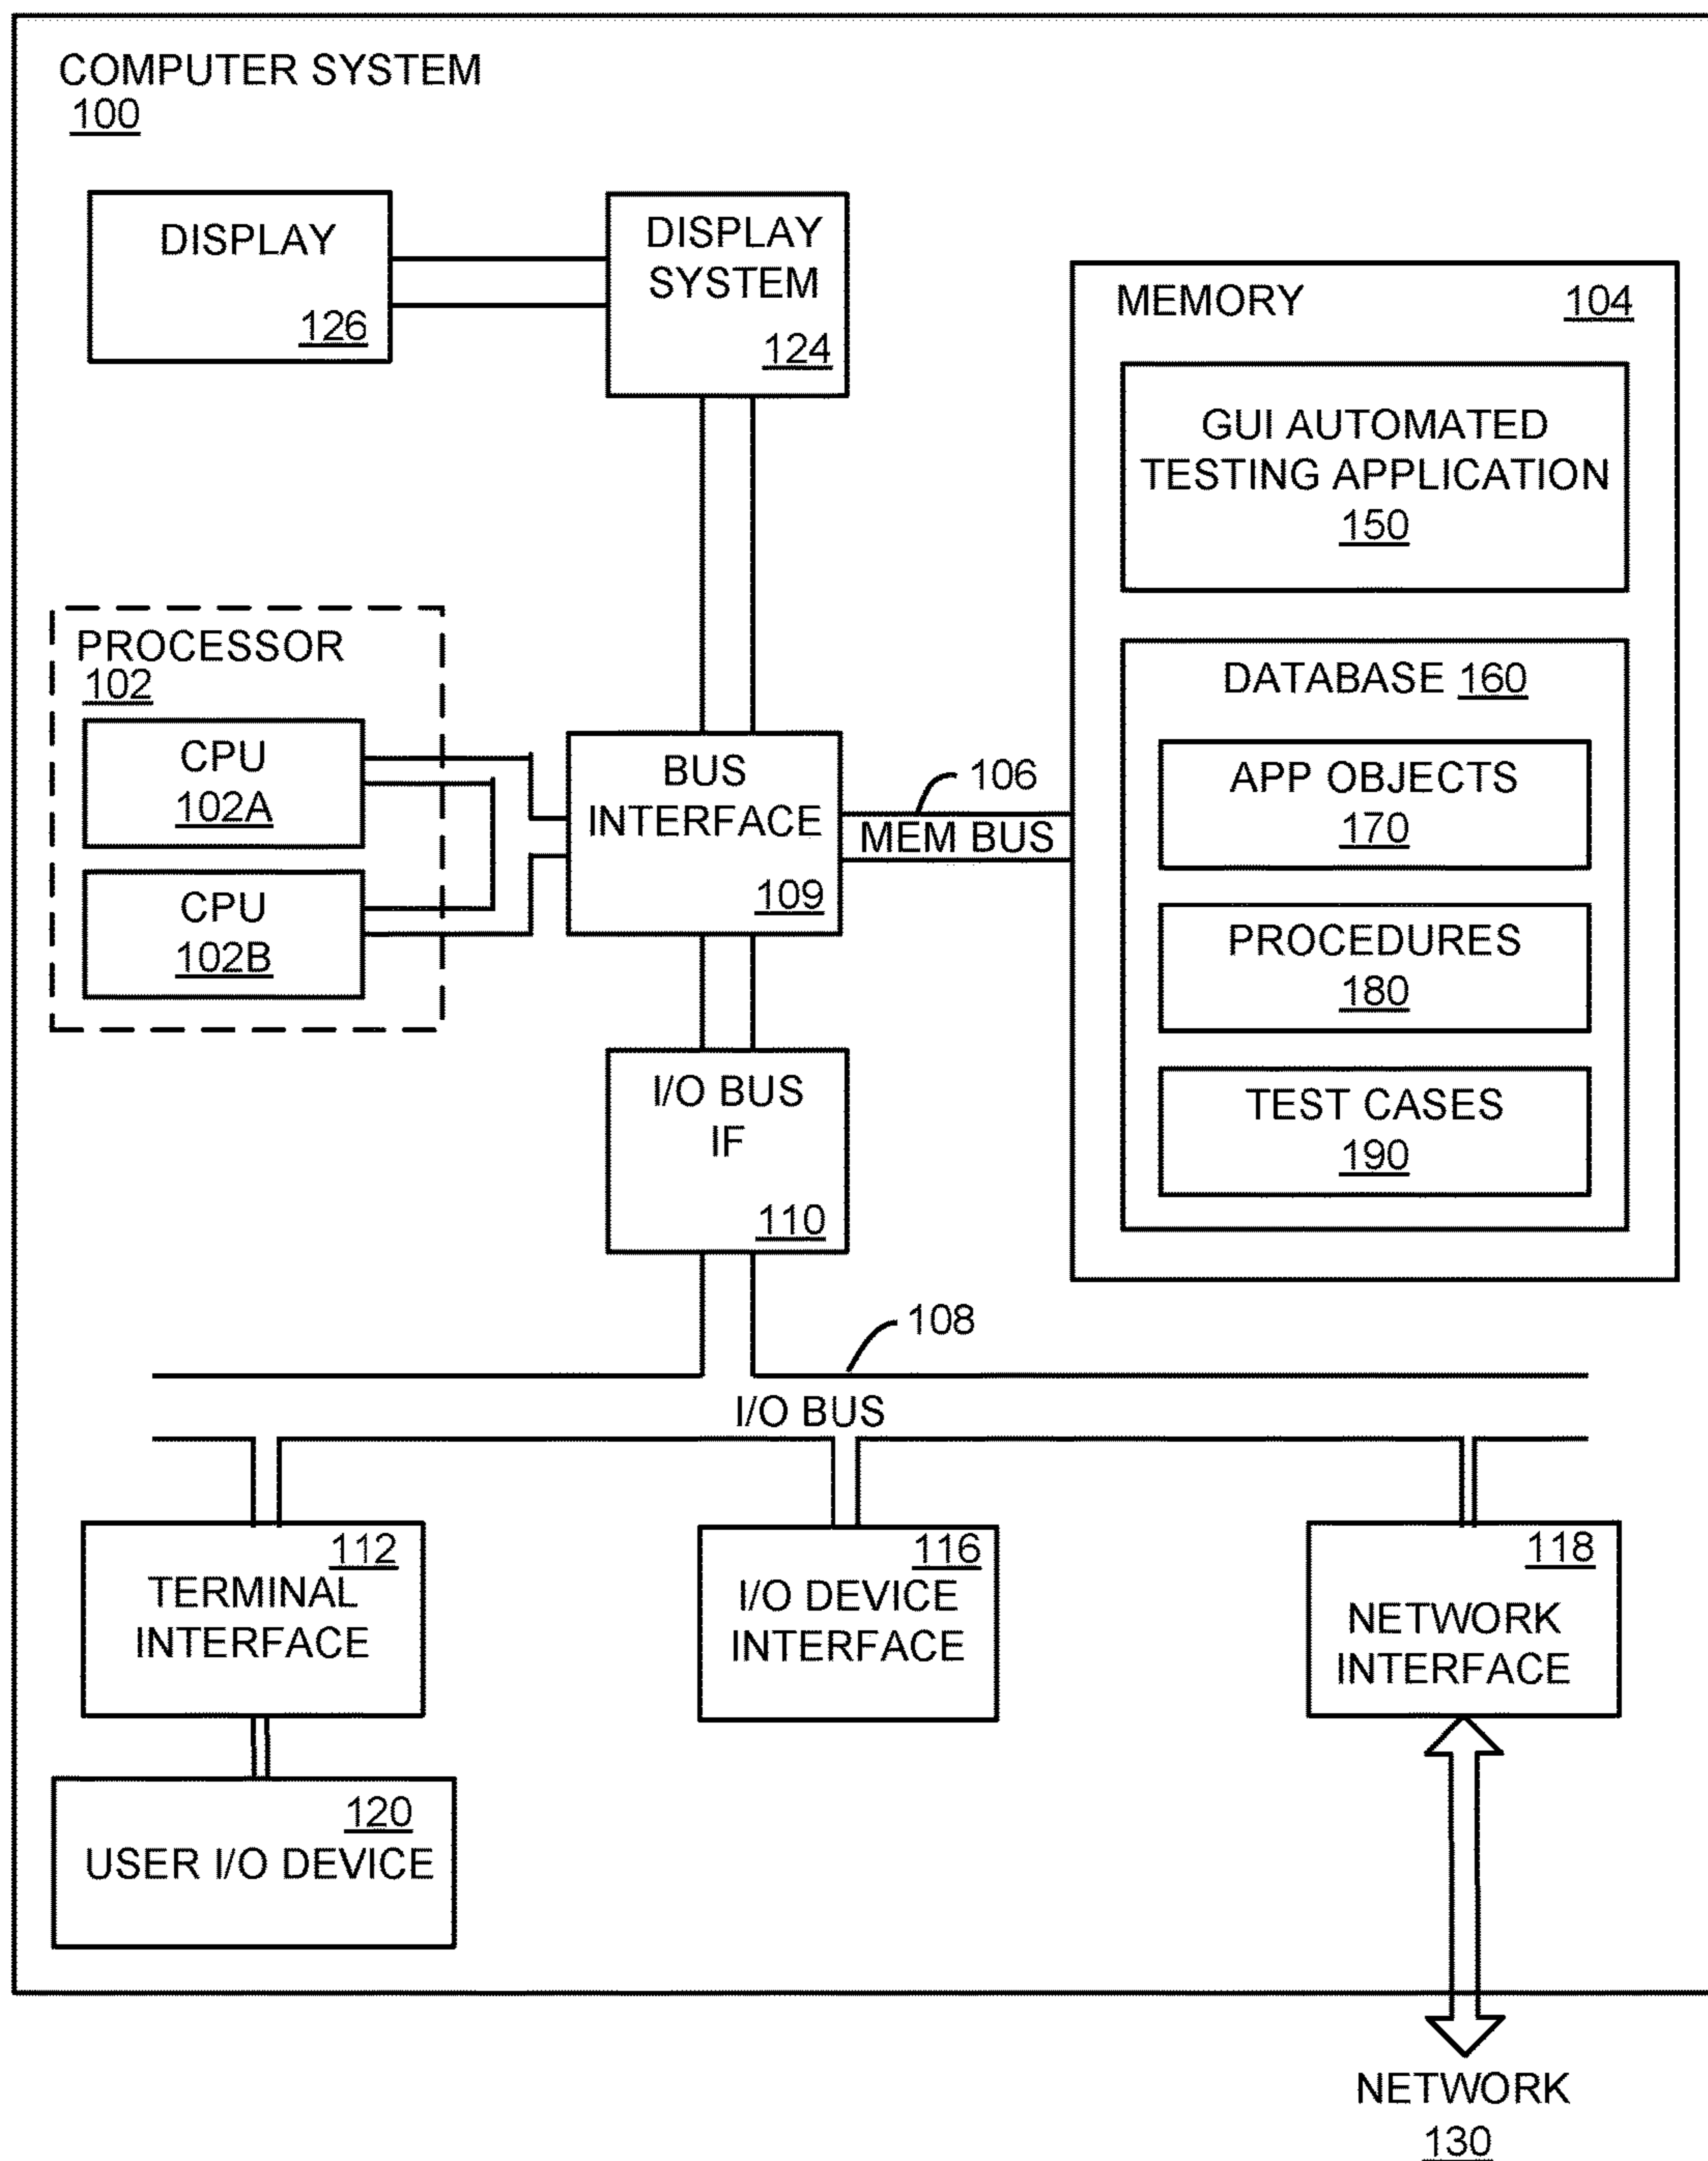 COMPUTER SYSTEM
100
DISPLAY
126
DISPLAY
SYSTEM
124
MEMORY 104
GUI AUTOMATED
TESTING APPLICATION
150
PROCESSOR
102
CPU
102A
CPU
102B
BUS
INTERFACE
109
106
MEM BUS
DATABASE 160
APP OBJECTS
170
PROCEDURES
180
TEST CASES
190
I/O BUS
IF
110
108
I/O BUS
112
TERMINAL
INTERFACE
116
I/O DEVICE
INTERFACE
118
NETWORK
INTERFACE
120
USER I/O DEVICE
NETWORK
130